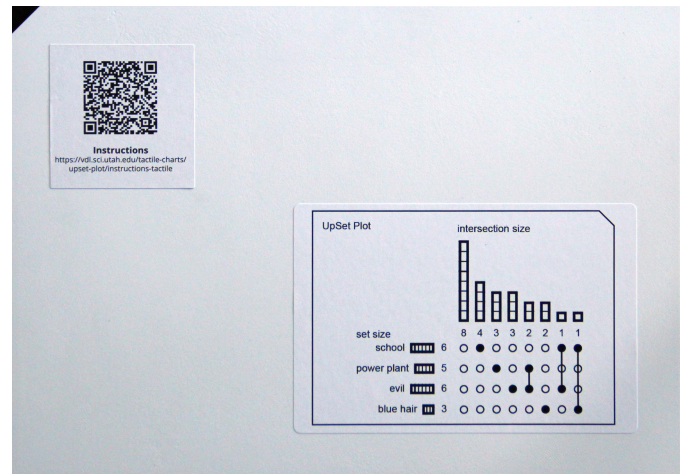 Instructions
https://vdl.sci.utah.edu/tactile-charts/
upset-plot/instructions-tactile
UpSet Plot
intersection size
set size 8 4 3 3 2 2 1 1
school 6
power plant 5
evil 6
blue hair 3